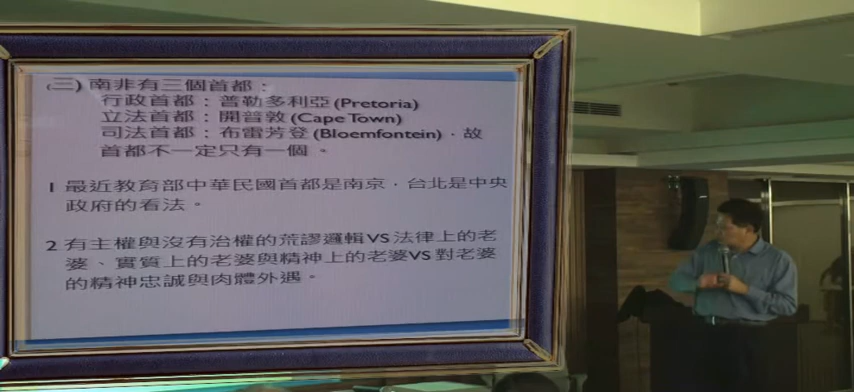 (三) 南非有三個首都：
行政首都：普勒多利亞(Pretoria)
立法首都：開普敦(Cape Town)
司法首都：布雷芳登(Bloemfontein)，故
首都不一定只有一個。
1 最近教育部中華民國首都是南京，台北是中央
政府的看法。
2 有主權與沒有治權的荒謬邏輯VS法律上的老
婆、實質上的老婆與精神上的老婆VS對老婆
的精神忠誠與肉體外遇。